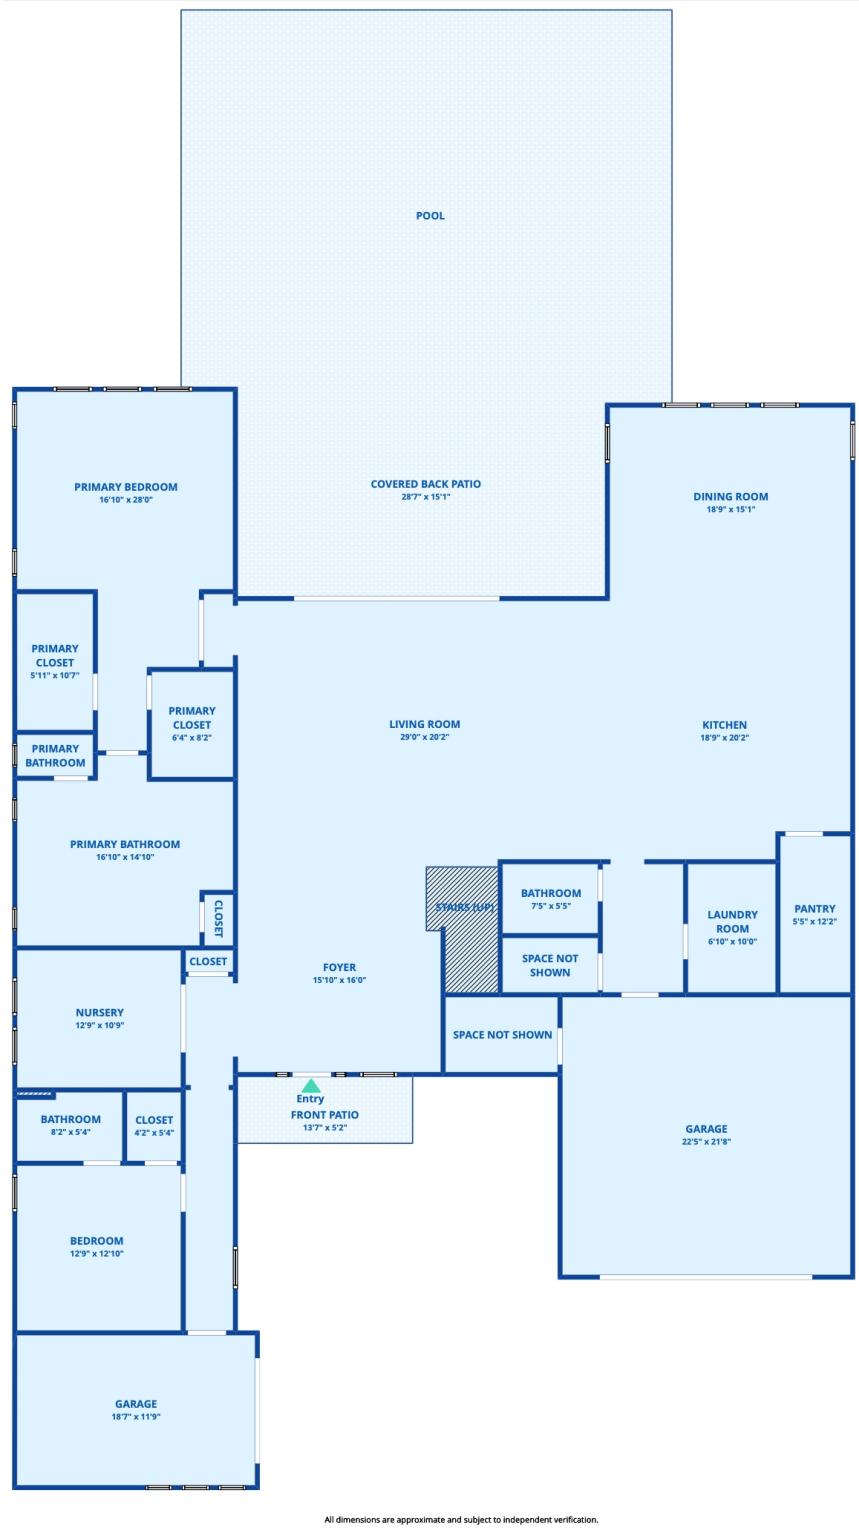 POOL
PRIMARY BEDROOM
16'10" x 28'0"
COVERED BACK PATIO
28'7" x 15'1"
DINING ROOM
18'9" x 15'1"
PRIMARY
CLOSET
5'11" x 10'7"
PRIMARY
CLOSET
6'4" x 8'2"
LIVING ROOM
29'0" x 20'2"
KITCHEN
18'9" x 20'2"
PRIMARY
BATHROOM
PRIMARY BATHROOM
16'10" x 14'10"
CLOSET
STAIRS (UP)
BATHROOM
7'5" x 5'5"
LAUNDRY
ROOM
6'10" x 10'0"
PANTRY
5'5" x 12'2"
CLOSET
FOYER
15'10" x 16'0"
SPACE NOT
SHOWN
NURSERY
12'9" x 10'9"
SPACE NOT SHOWN
Entry
FRONT PATIO
13'7" x 5'2"
BATHROOM
8'2" x 5'4"
CLOSET
4'2" x 5'4"
GARAGE
22'5" x 21'8"
BEDROOM
12'9" x 12'10"
GARAGE
18'7" x 11'9"
All dimensions are approximate and subject to independent verification.